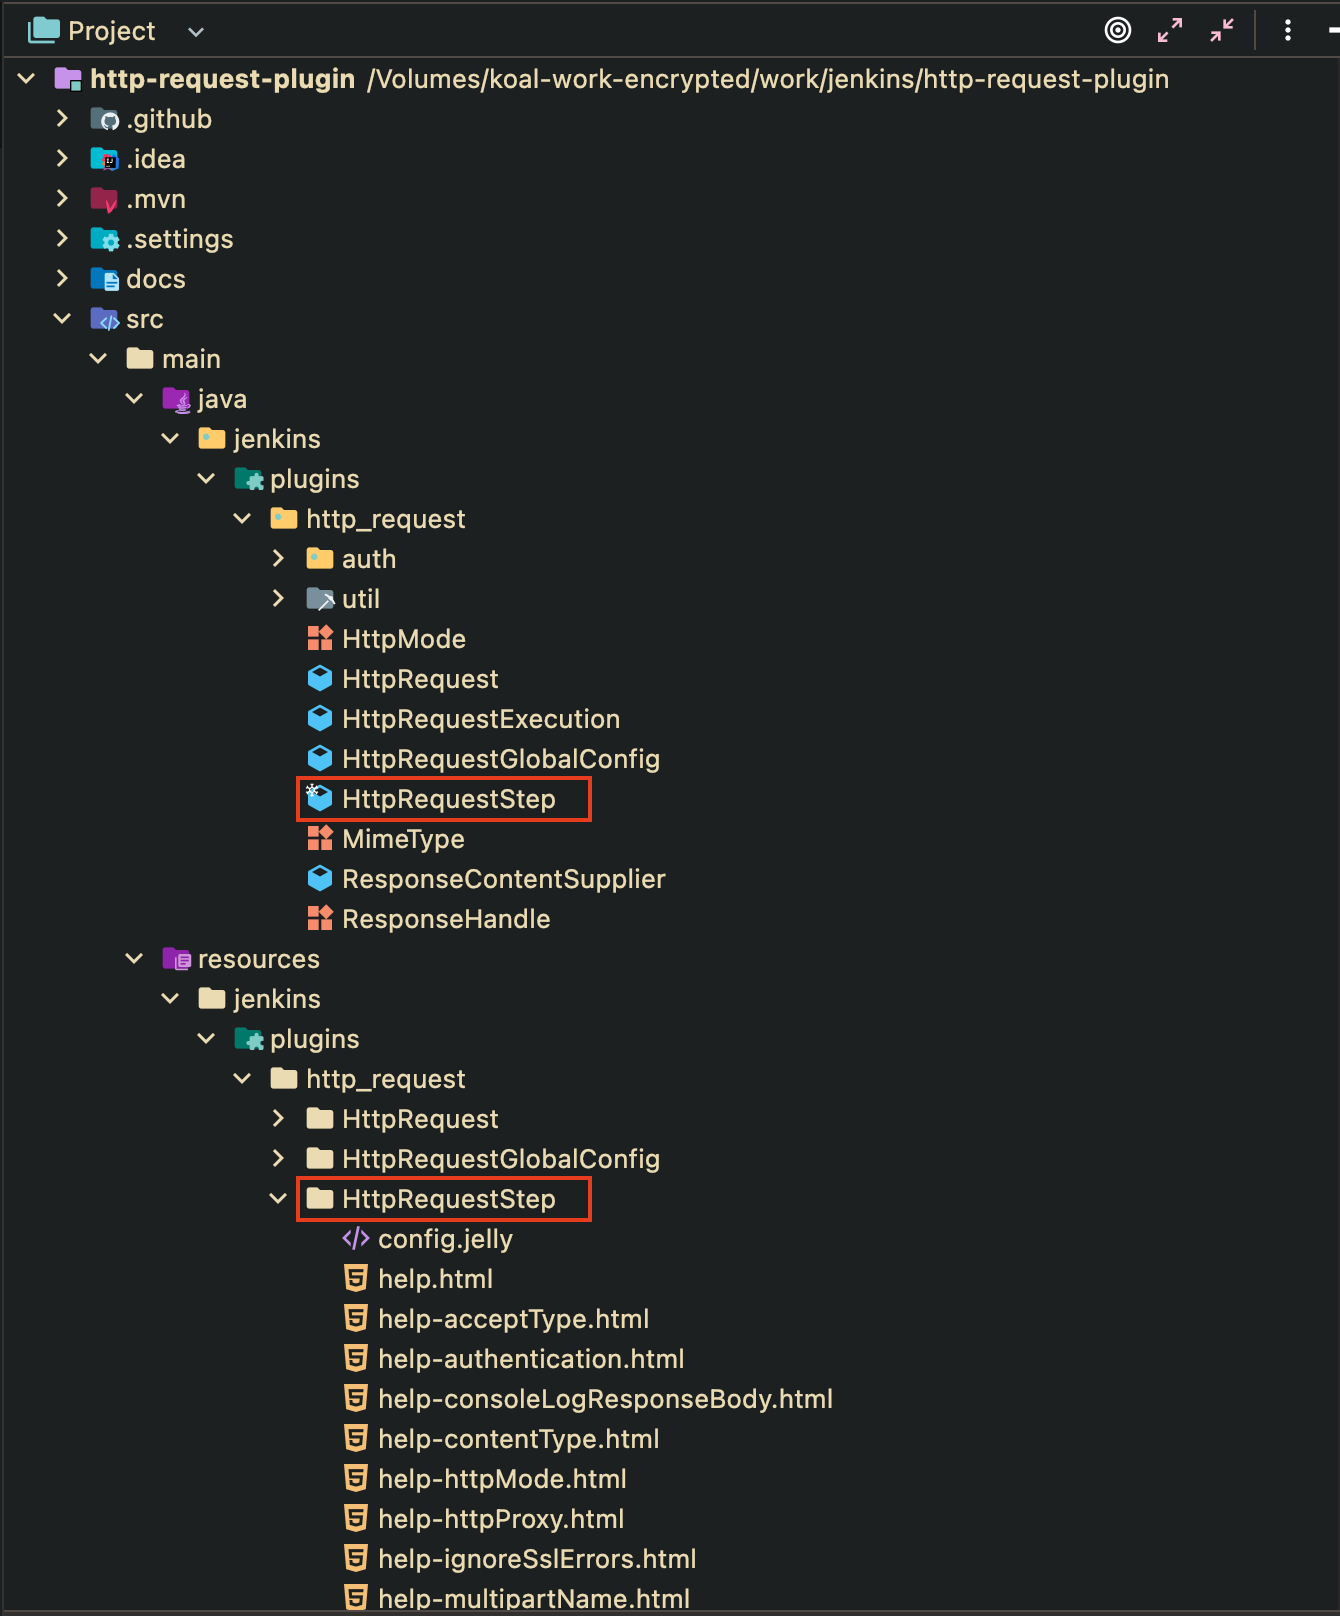 Project
http-request-plugin /Volumes/koal-work-encrypted/work/jenkins/http-request-plugin
.github
.idea
.mvn
.settings
docs
src
main
java
jenkins
plugins
http_request
auth
util
HttpMode
HttpRequest
HttpRequestExecution
HttpRequestGlobalConfig
HttpRequestStep
MimeType
ResponseContentSupplier
ResponseHandle
resources
jenkins
plugins
http_request
HttpRequest
HttpRequestGlobalConfig
HttpRequestStep
config.jelly
help.html
help-acceptType.html
help-authentication.html
help-consoleLogResponseBody.html
help-contentType.html
help-httpMode.html
help-httpProxy.html
help-ignoreSslErrors.html
help-multipartName.html